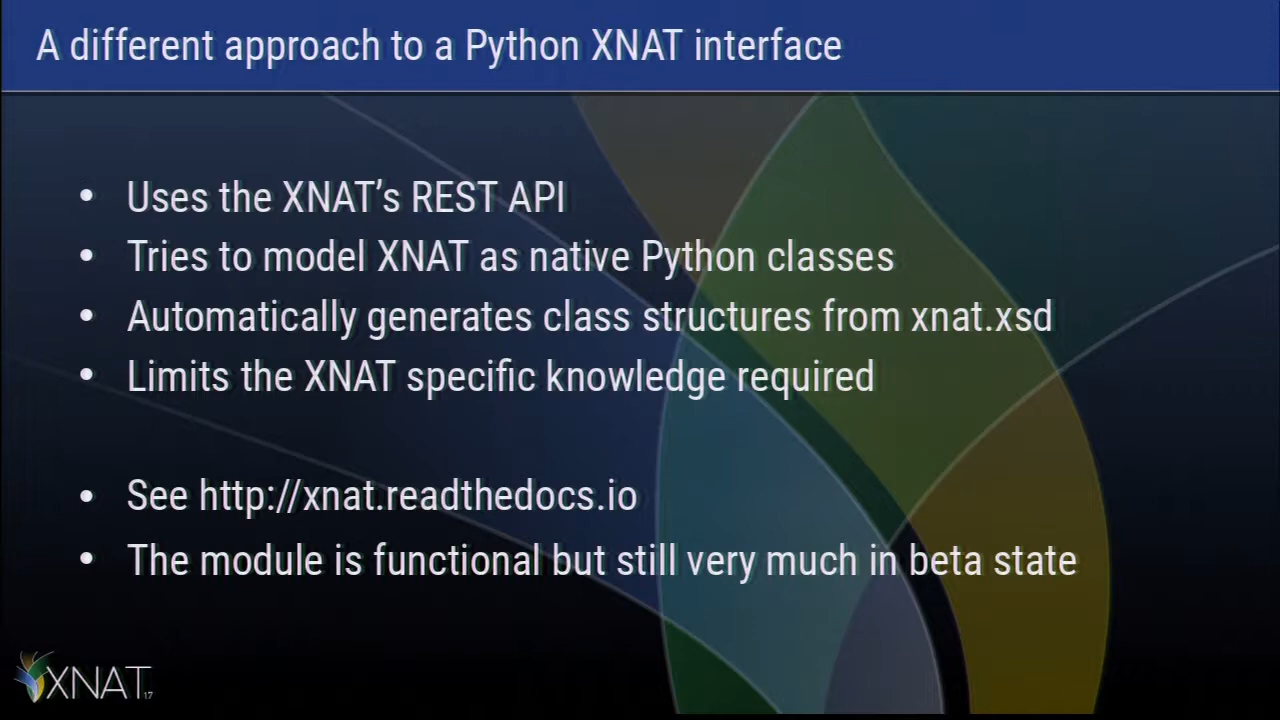 A different approach to a Python XNAT interface
• Uses the XNAT’s REST API
• Tries to model XNAT as native Python classes
• Automatically generates class structures from xnat.xsd
• Limits the XNAT specific knowledge required
• See http://xnat.readthedocs.io
• The module is functional but still very much in beta state
XNAT 17